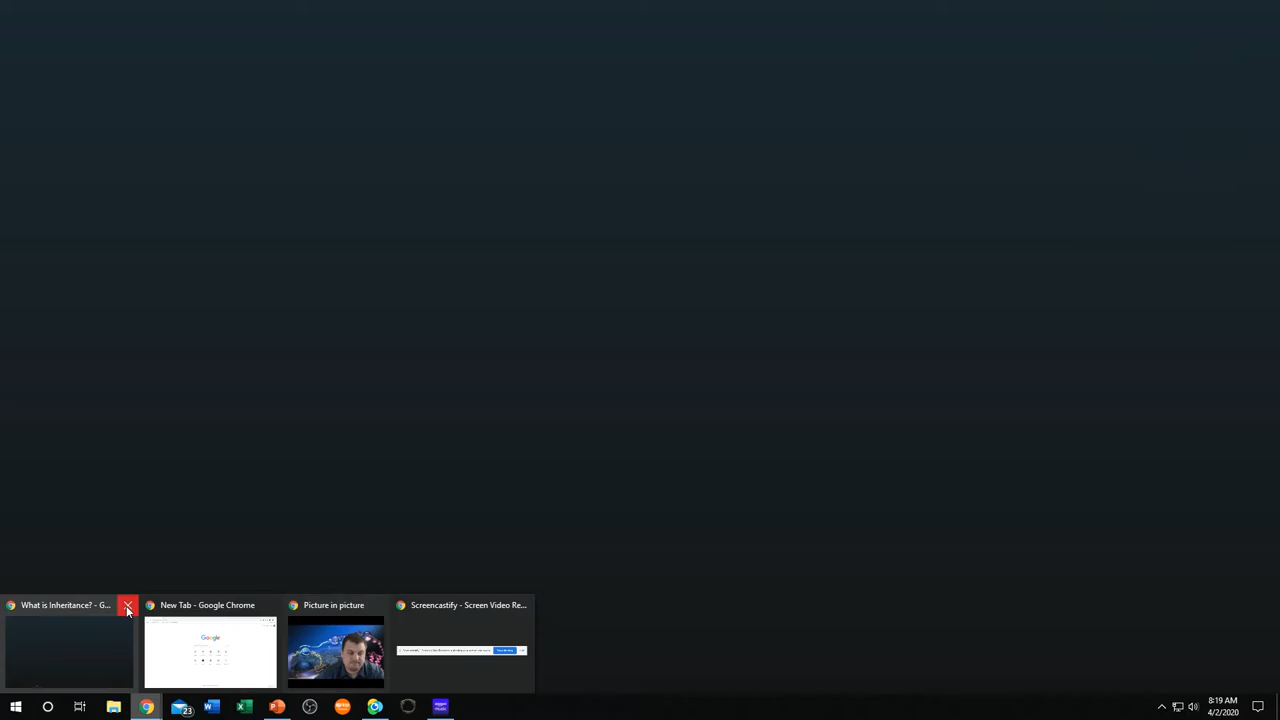 What is Inheritance? - G...
New Tab - Google Chrome
Picture in picture
Screencastify - Screen Video Re...
Google
23
8:19 AM
4/2/2020